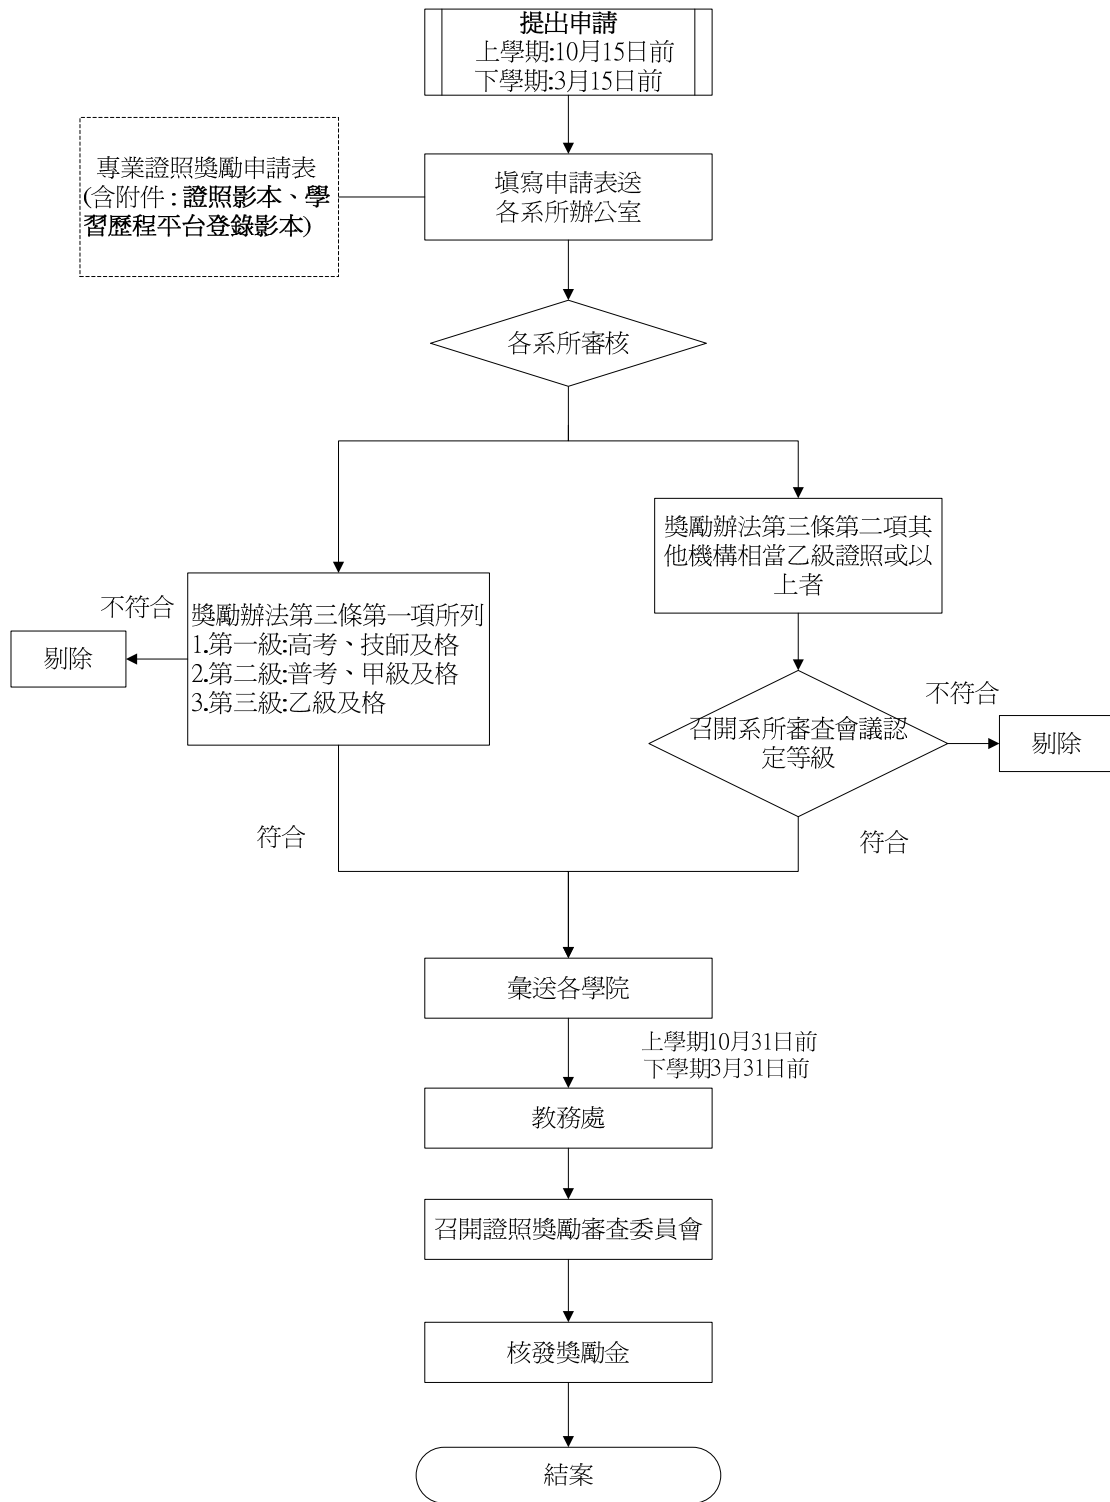 提出申請
上學期:10月15日前
下學期:3月15日前
專業證照獎勵申請表
(含附件 : 證照影本、學
習歷程平台登錄影本)
填寫申請表送
各系所辦公室
各系所審核
獎勵辦法第三條第二項其
他機構相當乙級證照或以
上者
不符合
剔除
獎勵辦法第三條第一項所列
1.第一級:高考、技師及格
2.第二級:普考、甲級及格
3.第三級:乙級及格
召開系所審查會議認
定等級
不符合
剔除
符合
符合
彙送各學院
上學期10月31日前
下學期3月31日前
教務處
召開證照獎勵審查委員會
核發獎勵金
結案